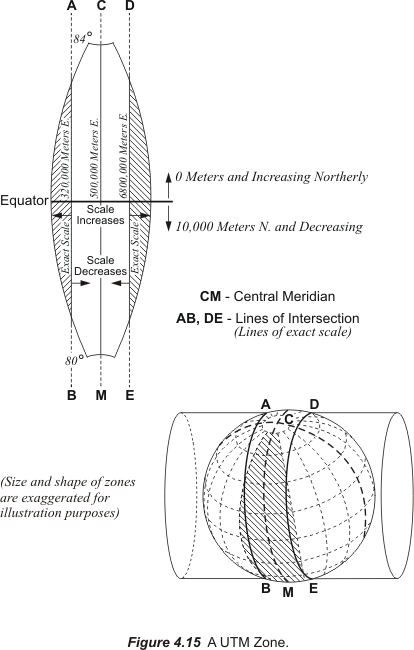 A C D
84°
320,000 Meters E.
500,000 Meters E.
6800,000 Meters E.
0 Meters and Increasing Northerly
Equator
Scale
Increases
10,000 Meters N. and Decreasing
Exact Scale
Exact Scale
Scale
Decreases
CM - Central Meridian
AB, DE - Lines of Intersection
(Lines of exact scale)
80°
B M E
A D
C
(Size and shape of zones
are exaggerated for
illustration purposes)
B M E
Figure 4.15 A UTM Zone.